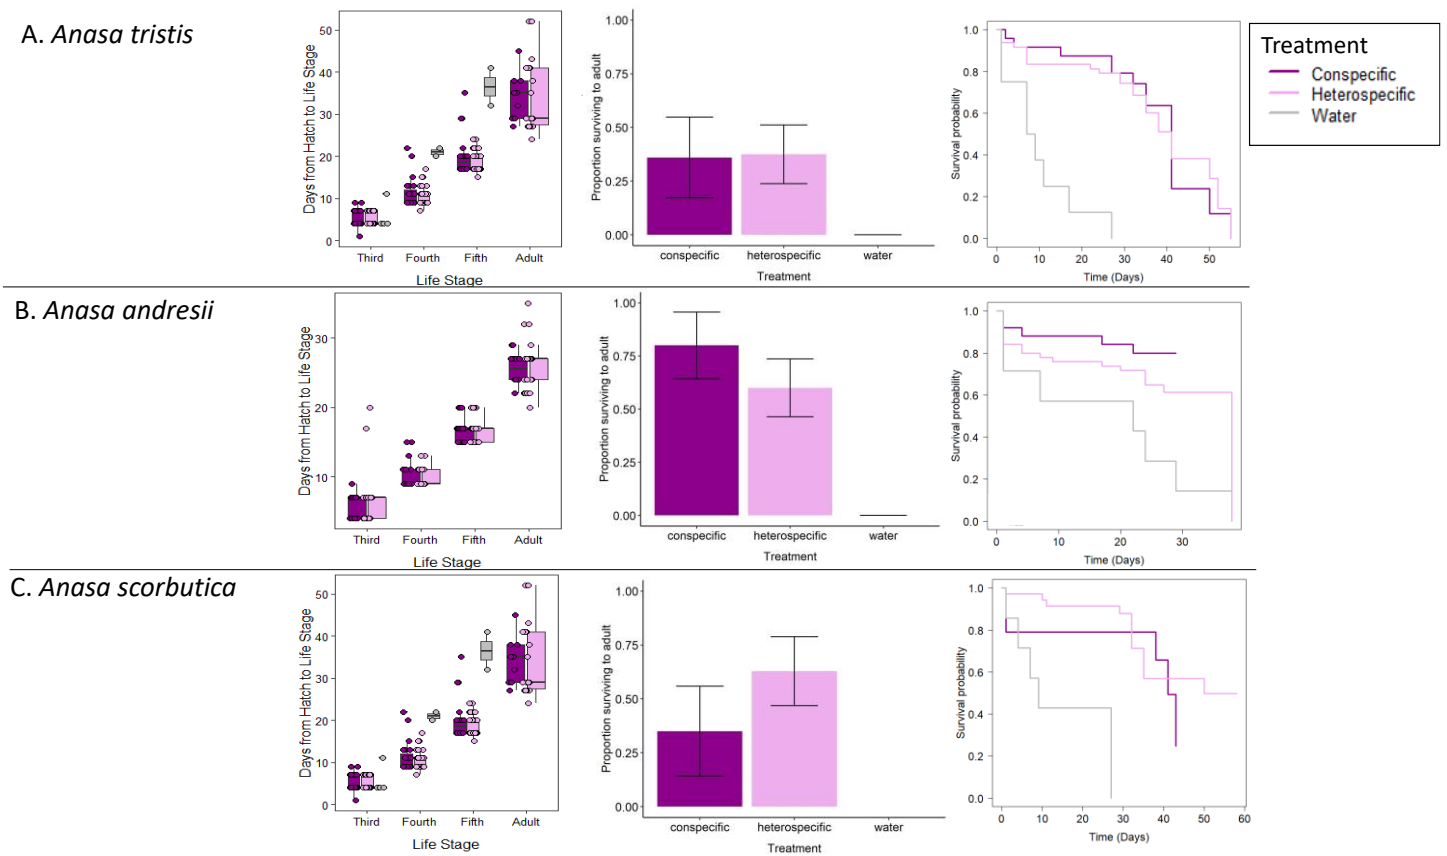 A. Anasa tristis
Days from Hatch to Life Stage
50
40
30
20
10
0
Third Fourth Fifth Adult
Life Stage
Proportion surviving to adult
1.00
0.75
0.50
0.25
0.00
conspecific heterospecific water
Treatment
Survival probability
1.0
0.8
0.6
0.4
0.2
0.0
0 10 20 30 40 50
Time (Days)
Treatment
Conspecific
Heterospecific
Water
B. Anasa andresii
Days from Hatch to Life Stage
30
20
10
Third Fourth Fifth Adult
Life Stage
Proportion surviving to adult
1.00
0.75
0.50
0.25
0.00
conspecific heterospecific water
Treatment
Survival probability
1.0
0.8
0.6
0.4
0.2
0.0
0 10 20 30
Time (Days)
C. Anasa scorbutica
Days from Hatch to Life Stage
50
40
30
20
10
0
Third Fourth Fifth Adult
Life Stage
Proportion surviving to adult
1.00
0.75
0.50
0.25
0.00
conspecific heterospecific water
Treatment
Survival probability
1.0
0.8
0.6
0.4
0.2
0.0
0 10 20 30 40 50 60
Time (Days)